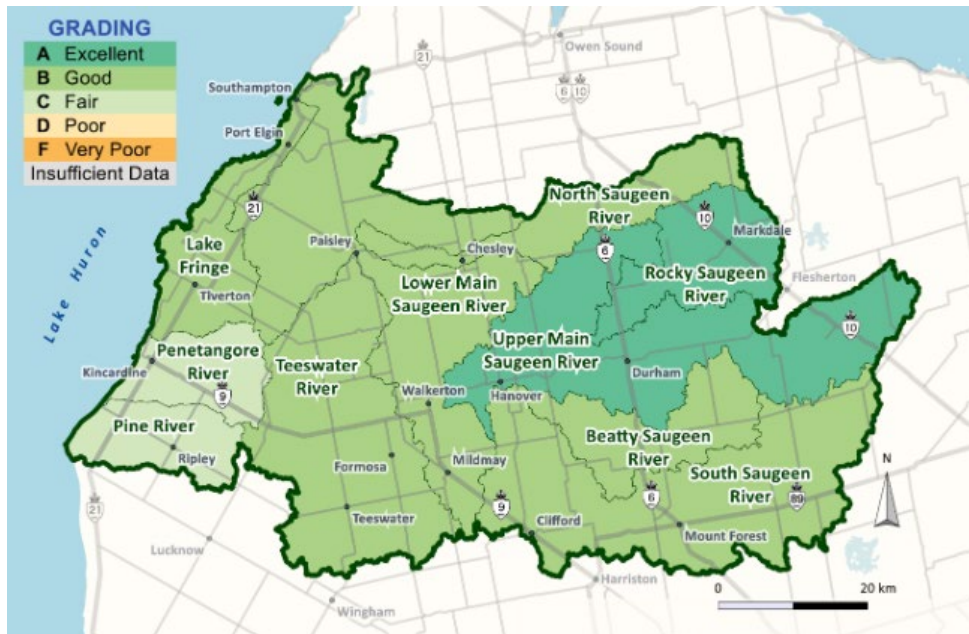 GRADING
A Excellent
B Good
C Fair
D Poor
F Very Poor
Insufficient Data
21
Owen Sound
6
10
Southampton
Port Elgin
21
North Saugeen
River
10
Markdale
Paisley
Chesley
6
Lake
Fringe
Lower Main
Saugeen River
Rocky Saugeen
River
Flesherton
Tiverton
Lake Huron
10
Penetangore
River
Upper Main
Saugeen River
Teeswater
River
Kincardine
9
Durham
Walkerton
Hanover
Pine River
Beatty Saugeen
River
Ripley
Formosa
Mildmay
South Saugeen
River
N
21
9
6
89
Teeswater
Clifford
Mount Forest
Lucknow
Harriston
Wingham
0
20 km